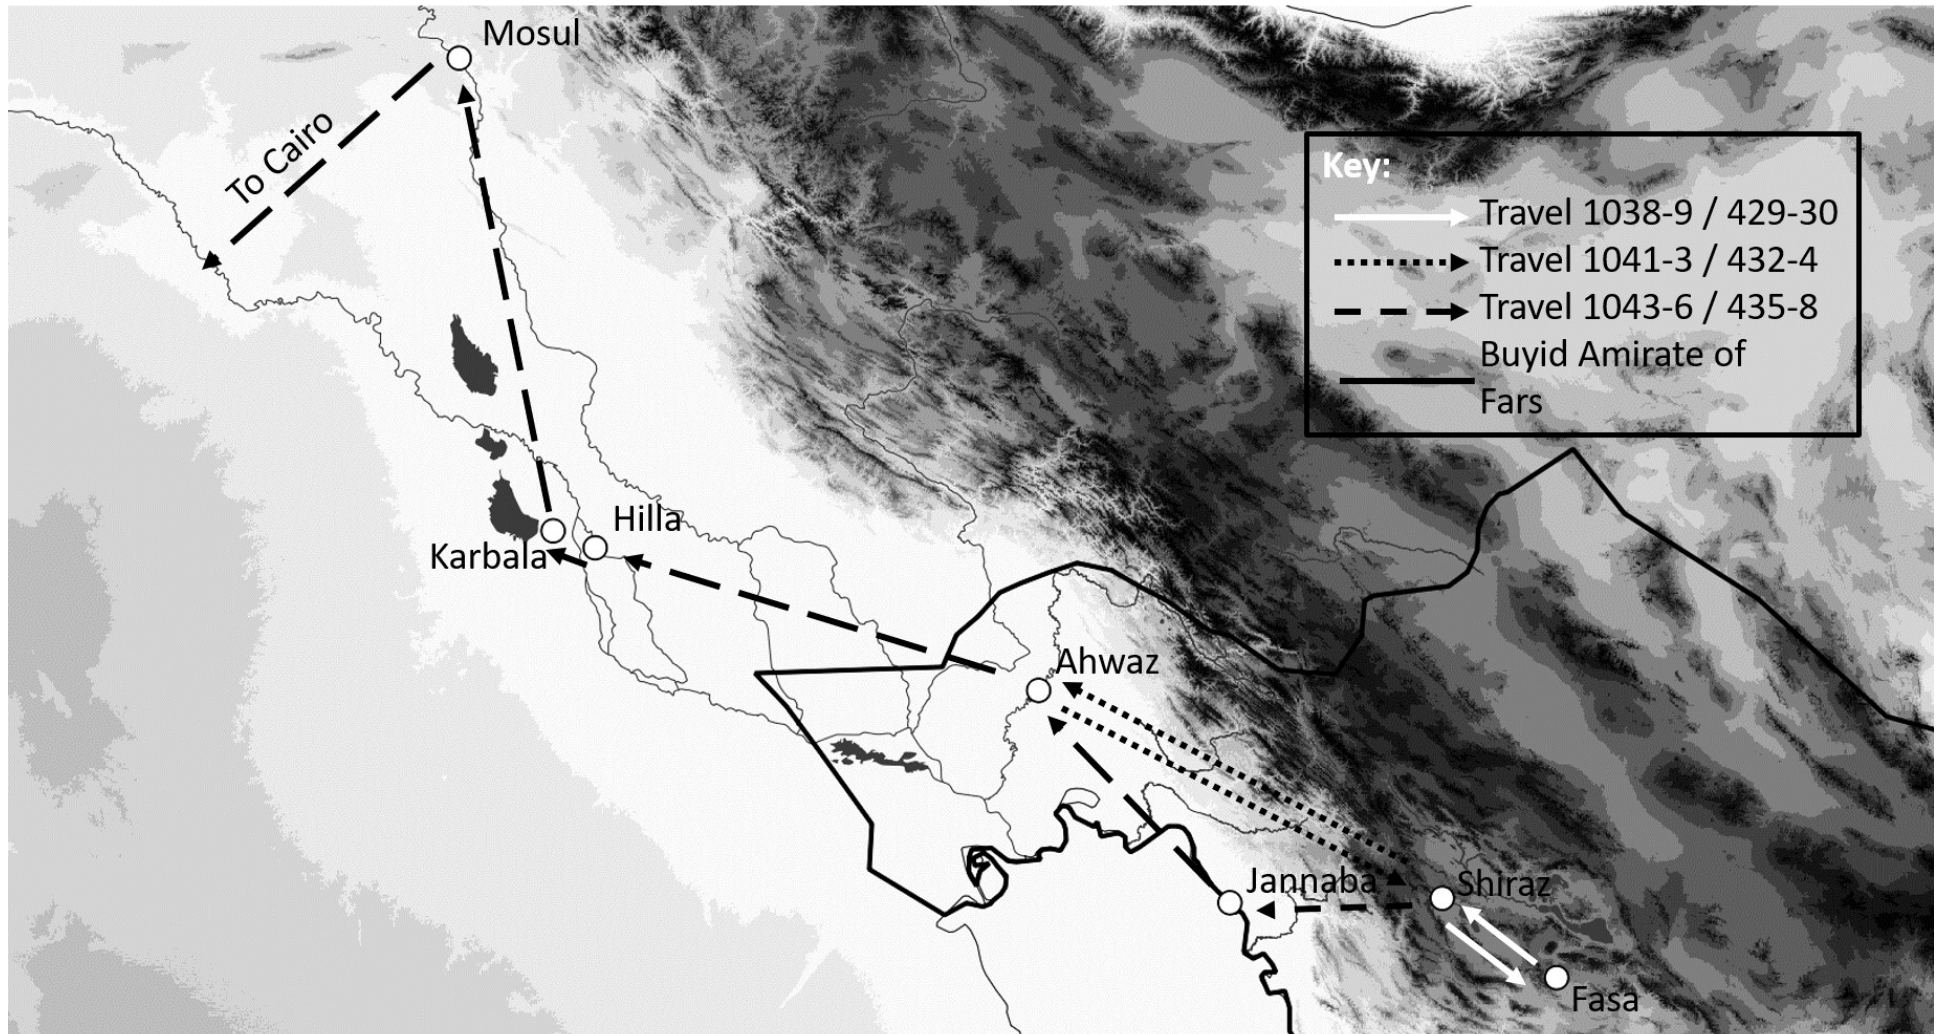 Mosul
To Cairo
Key:
Travel 1038-9 / 429-30
Travel 1041-3 / 432-4
Travel 1043-6 / 435-8
Buyid Amirate of
Fars
Hilla
Karbala
Ahwaz
Jannaba
Shiraz
Fasa